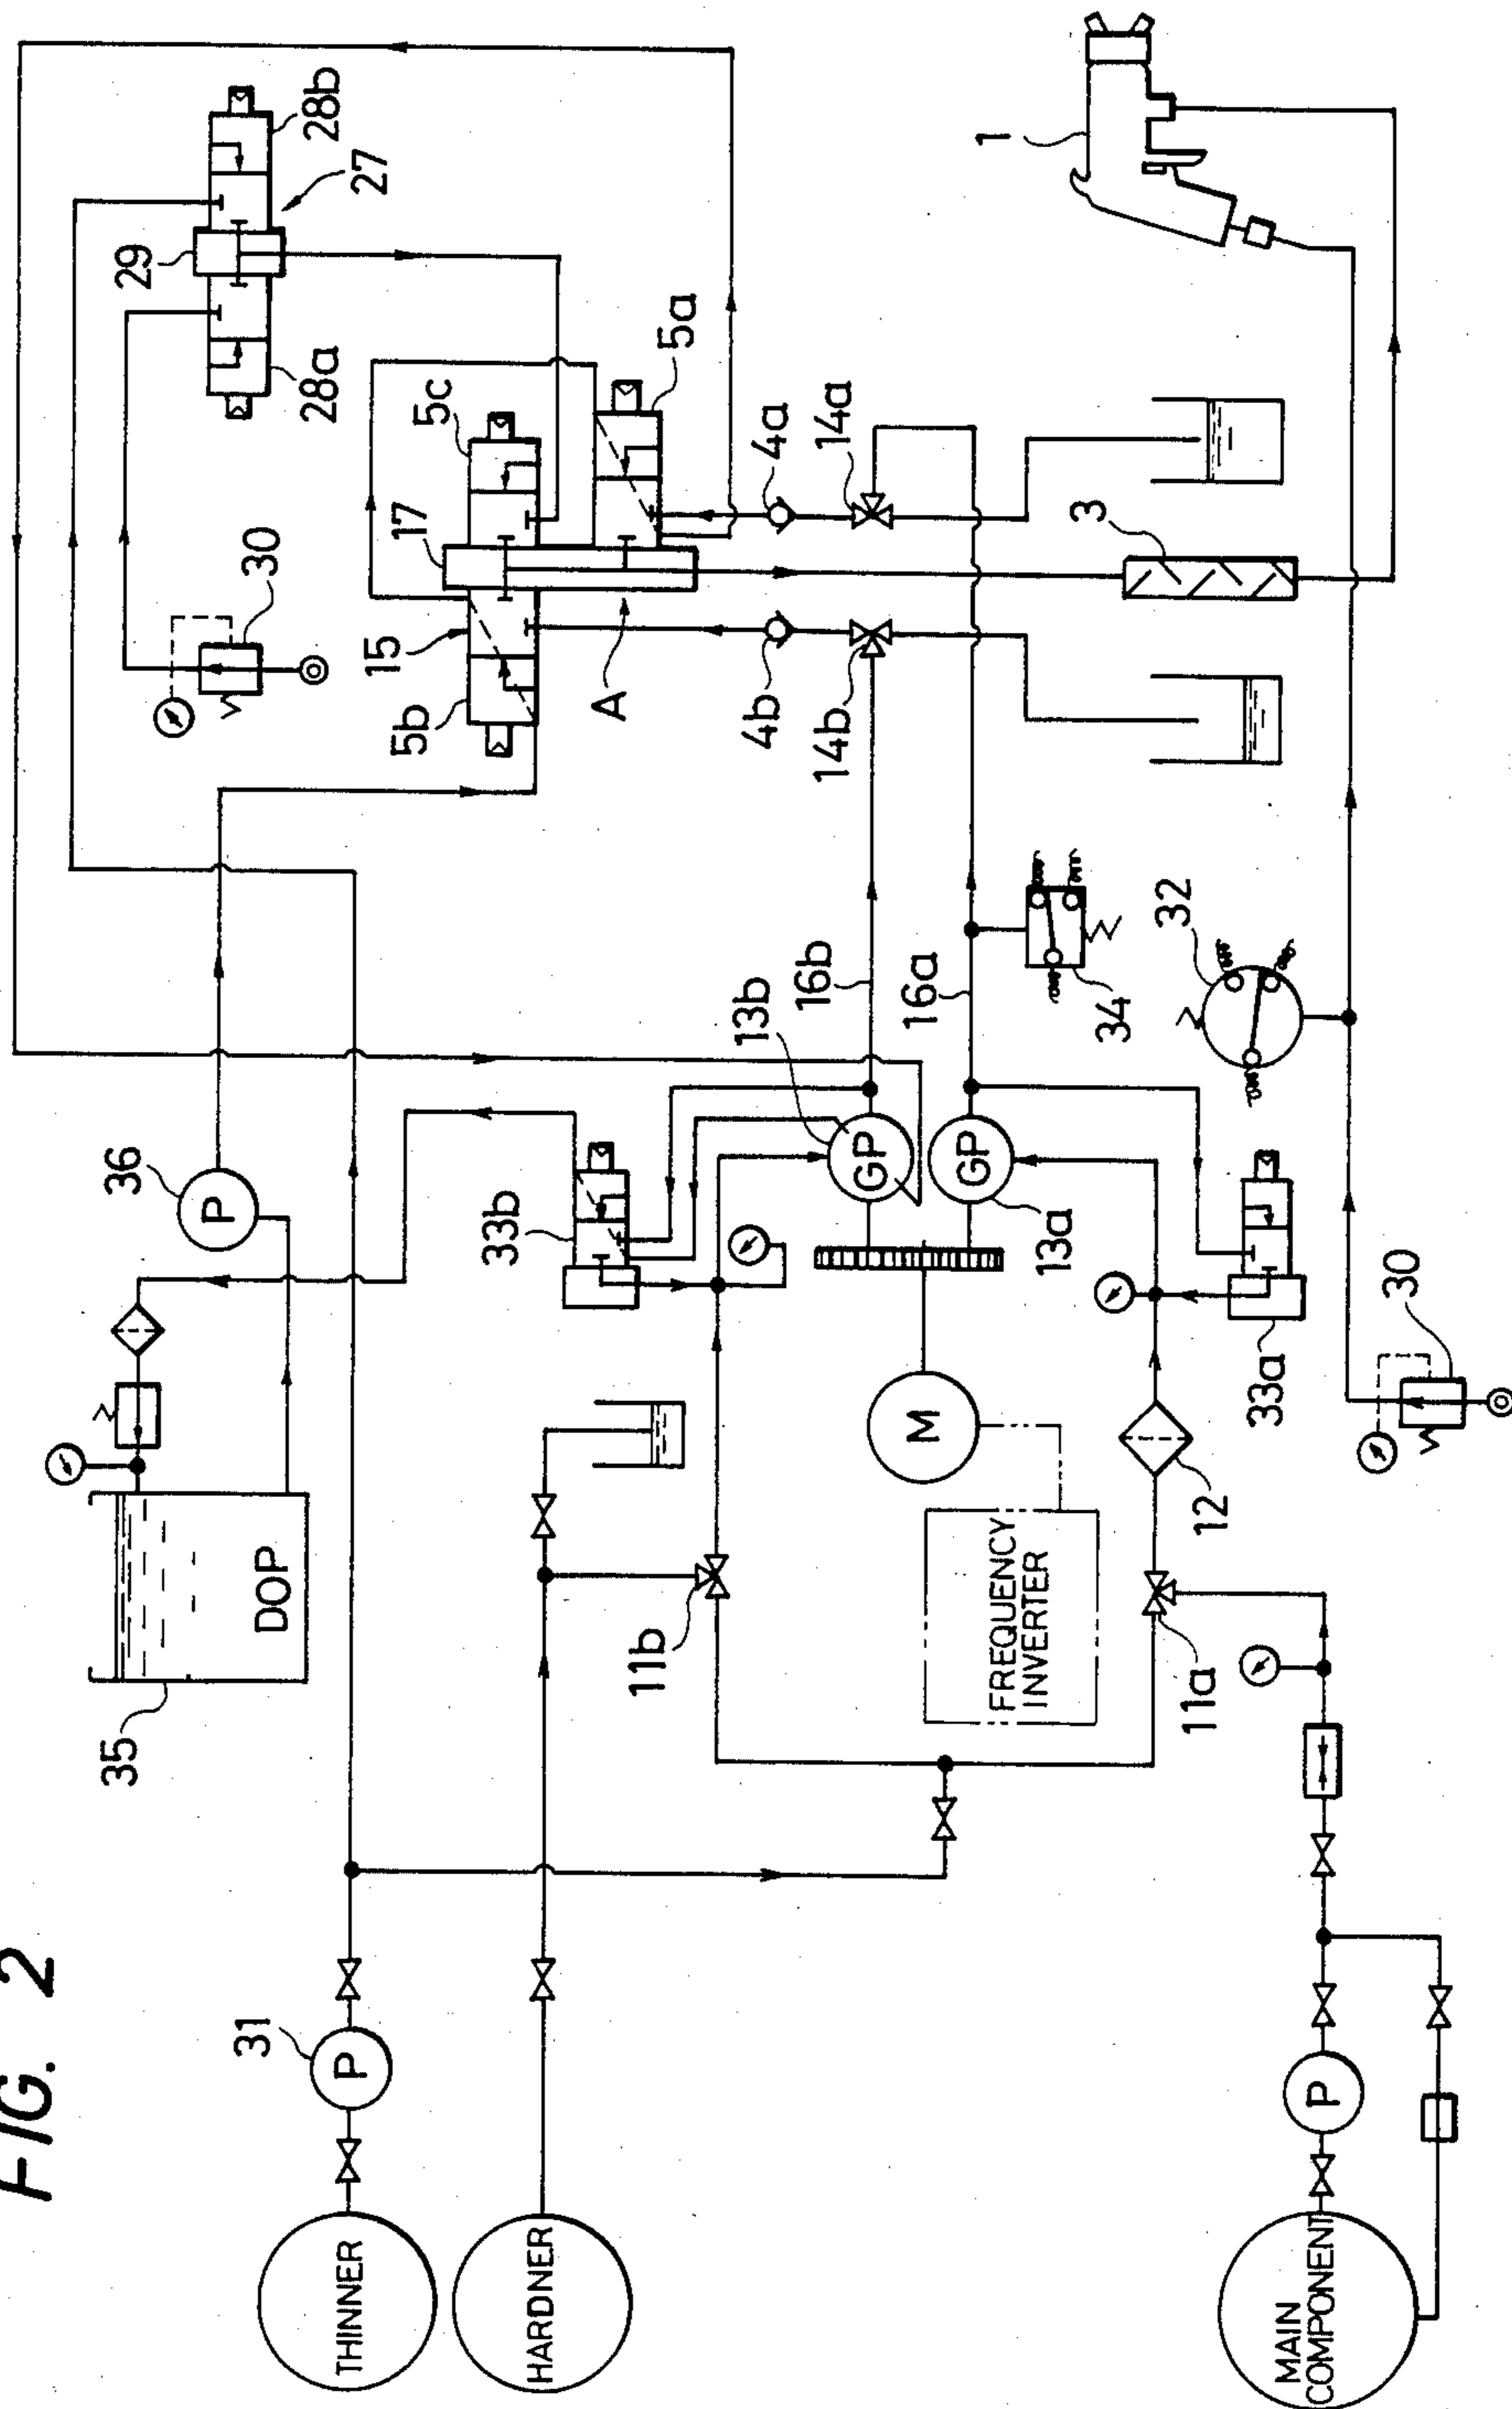 FIG. 2
THINNER
31
P
HARDNER
MAIN
COMPONENT
P
35
DOP
36
P
11b
FREQUENCY
INVERTER
11a
12
M
33b
13b
GP
GP
13a
33a
30
16b
16a
34
32
30
15
5b
17
5c
5a
A
4b
14b
4a
14a
3
28a
29
28b
27
1